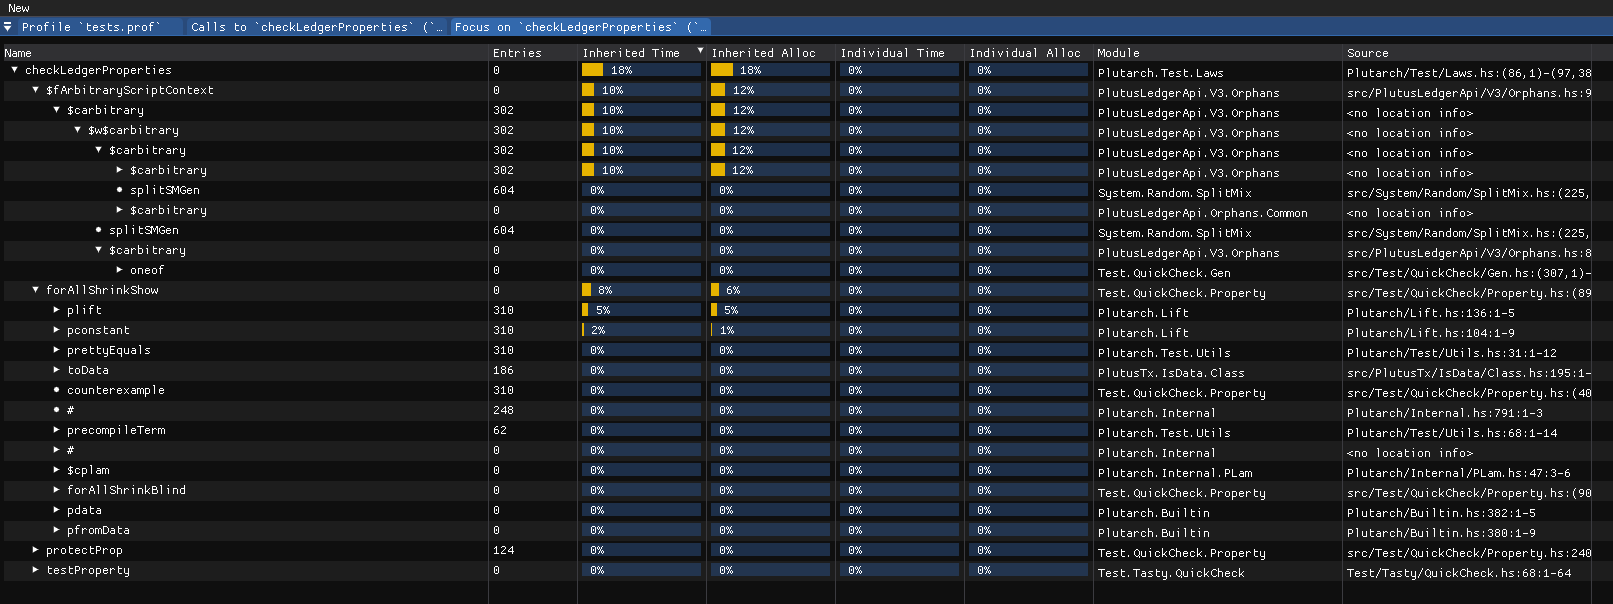 New
Profile `tests.prof`   Calls to `checkLedgerProperties` (`…   Focus on `checkLedgerProperties` (`…
Name   Entries   Inherited Time   Inherited Alloc   Individual Time   Individual Alloc   Module   Source
checkLedgerProperties   0   18%   18%   0%   0%   Plutarch.Test.Laws   Plutarch/Test/Laws.hs:(86,1)-(97,38
$fArbitraryScriptContext   0   10%   12%   0%   0%   PlutusLedgerApi.V3.Orphans   src/PlutusLedgerApi/V3/Orphans.hs:9
$carbitrary   302   10%   12%   0%   0%   PlutusLedgerApi.V3.Orphans   <no location info>
$w$carbitrary   302   10%   12%   0%   0%   PlutusLedgerApi.V3.Orphans   <no location info>
$carbitrary   302   10%   12%   0%   0%   PlutusLedgerApi.V3.Orphans   <no location info>
$carbitrary   302   10%   12%   0%   0%   PlutusLedgerApi.V3.Orphans   <no location info>
splitSMGen   604   0%   0%   0%   0%   System.Random.SplitMix   src/System/Random/SplitMix.hs:(225,
$carbitrary   0   0%   0%   0%   0%   PlutusLedgerApi.Orphans.Common   <no location info>
splitSMGen   604   0%   0%   0%   0%   System.Random.SplitMix   src/System/Random/SplitMix.hs:(225,
$carbitrary   0   0%   0%   0%   0%   PlutusLedgerApi.V3.Orphans   src/PlutusLedgerApi/V3/Orphans.hs:8
oneof   0   0%   0%   0%   0%   Test.QuickCheck.Gen   src/Test/QuickCheck/Gen.hs:(307,1)-
forAllShrinkShow   0   8%   6%   0%   0%   Test.QuickCheck.Property   src/Test/QuickCheck/Property.hs:(89
plift   310   5%   5%   0%   0%   Plutarch.Lift   Plutarch/Lift.hs:136:1-5
pconstant   310   2%   1%   0%   0%   Plutarch.Lift   Plutarch/Lift.hs:104:1-9
prettyEquals   310   0%   0%   0%   0%   Plutarch.Test.Utils   Plutarch/Test/Utils.hs:31:1-12
toData   186   0%   0%   0%   0%   PlutusTx.IsData.Class   src/PlutusTx/IsData/Class.hs:195:1-
counterexample   310   0%   0%   0%   0%   Test.QuickCheck.Property   src/Test/QuickCheck/Property.hs:(40
#   248   0%   0%   0%   0%   Plutarch.Internal   Plutarch/Internal.hs:791:1-3
precompileTerm   62   0%   0%   0%   0%   Plutarch.Test.Utils   Plutarch/Test/Utils.hs:68:1-14
#   0   0%   0%   0%   0%   Plutarch.Internal   <no location info>
$cplam   0   0%   0%   0%   0%   Plutarch.Internal.PLam   Plutarch/Internal/PLam.hs:47:3-6
forAllShrinkBlind   0   0%   0%   0%   0%   Test.QuickCheck.Property   src/Test/QuickCheck/Property.hs:(90
pdata   0   0%   0%   0%   0%   Plutarch.Builtin   Plutarch/Builtin.hs:382:1-5
pfromData   0   0%   0%   0%   0%   Plutarch.Builtin   Plutarch/Builtin.hs:380:1-9
protectProp   124   0%   0%   0%   0%   Test.QuickCheck.Property   src/Test/QuickCheck/Property.hs:240
testProperty   0   0%   0%   0%   0%   Test.Tasty.QuickCheck   Test/Tasty/QuickCheck.hs:68:1-64